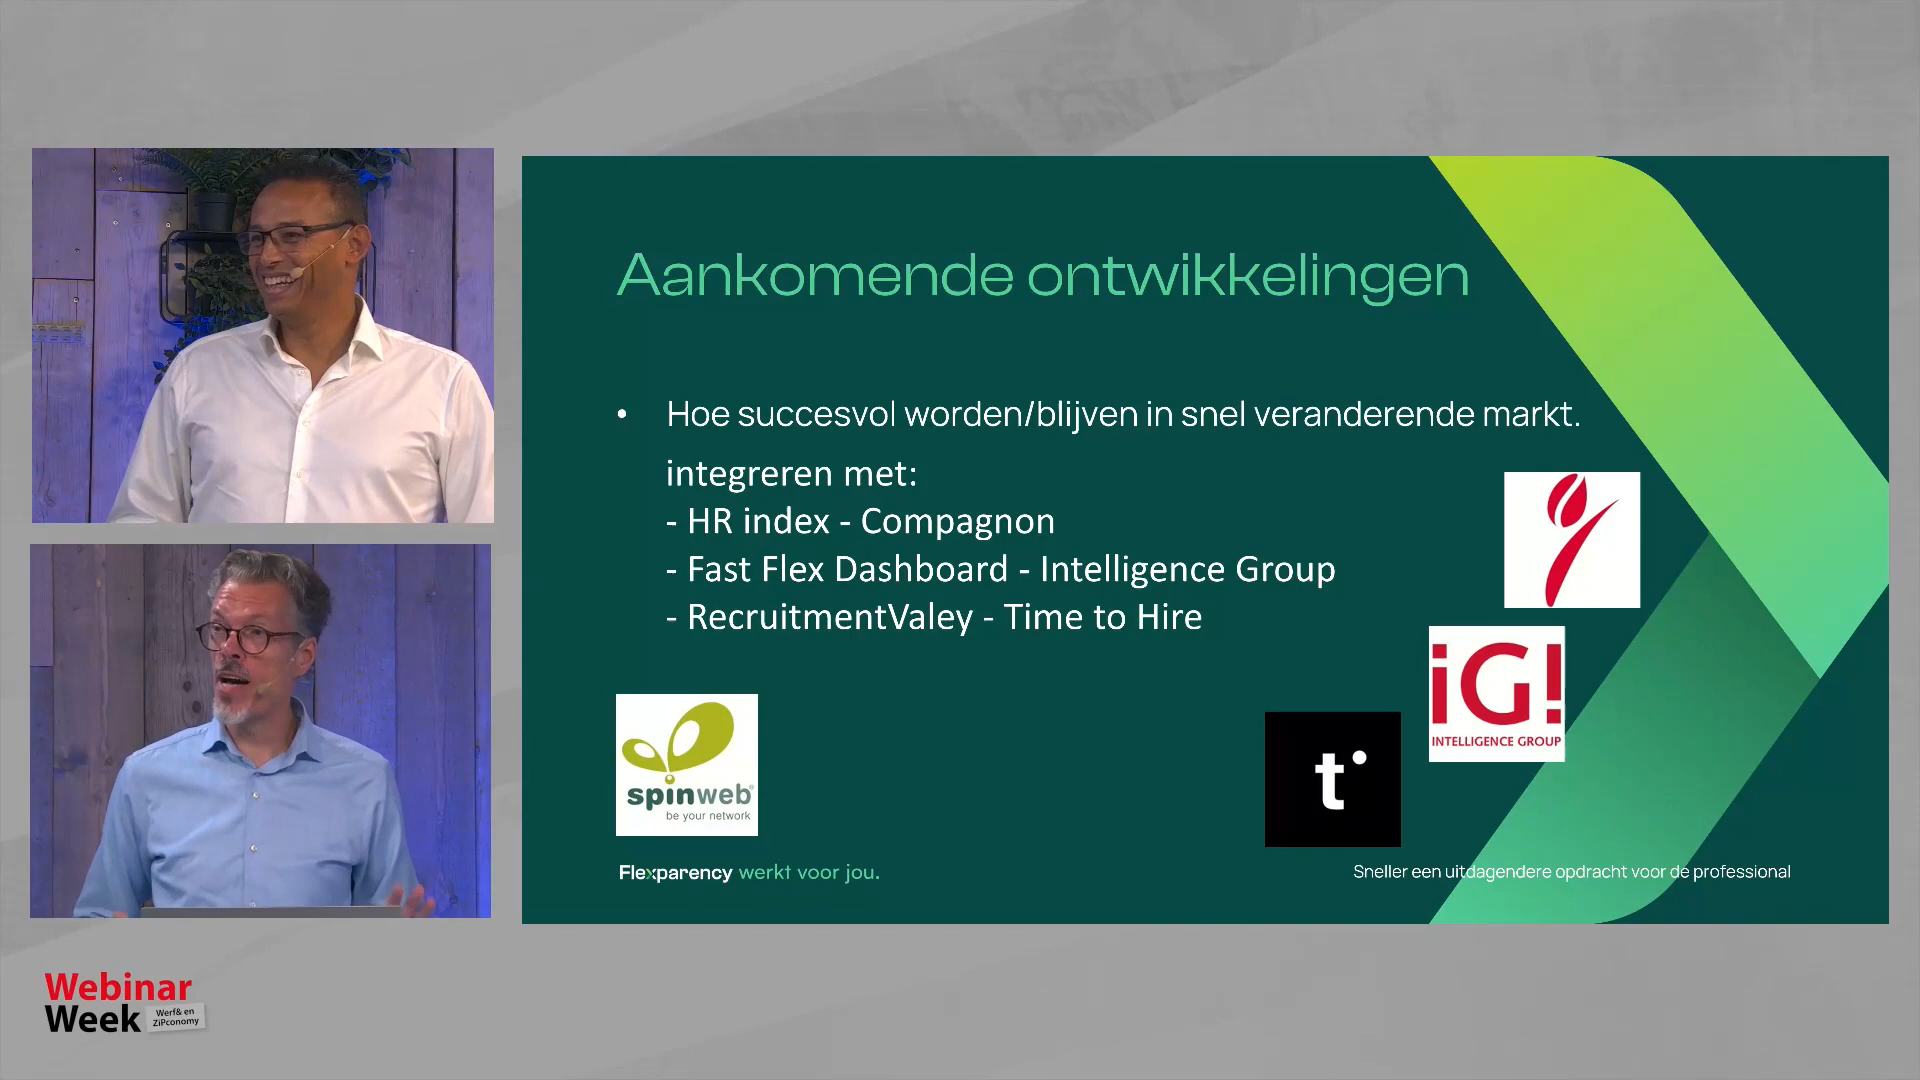 Aankomende ontwikkelingen
• Hoe succesvol worden/blijven in snel veranderende markt.
integreren met:
- HR index - Compagnon
- Fast Flex Dashboard - Intelligence Group
- RecruitmentValey - Time to Hire
iG!
INTELLIGENCE GROUP
t
spinweb
be your network
Flexparency werkt voor jou.
Sneller een uitdagendere opdracht voor de professional
Webinar
Week
Werf& en
ZiPconomy